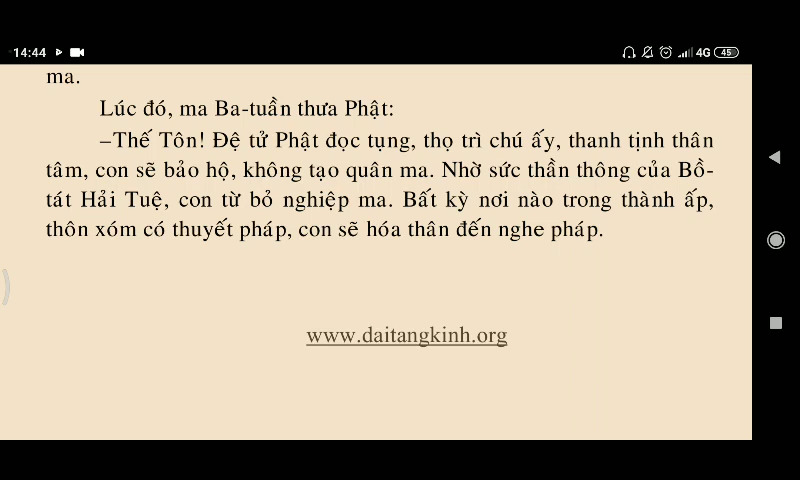 14:44 4G 45
ma.
Lúc đó, ma Ba-tuần thưa Phật:
–Thế Tôn! Đệ tử Phật đọc tụng, thọ trì chú ấy, thanh tịnh thân
tâm, con sẽ bảo hộ, không tạo quân ma. Nhờ sức thần thông của Bồ-
tát Hải Tuệ, con từ bỏ nghiệp ma. Bất kỳ nơi nào trong thành ấp,
thôn xóm có thuyết pháp, con sẽ hóa thân đến nghe pháp.
www.daitangkinh.org